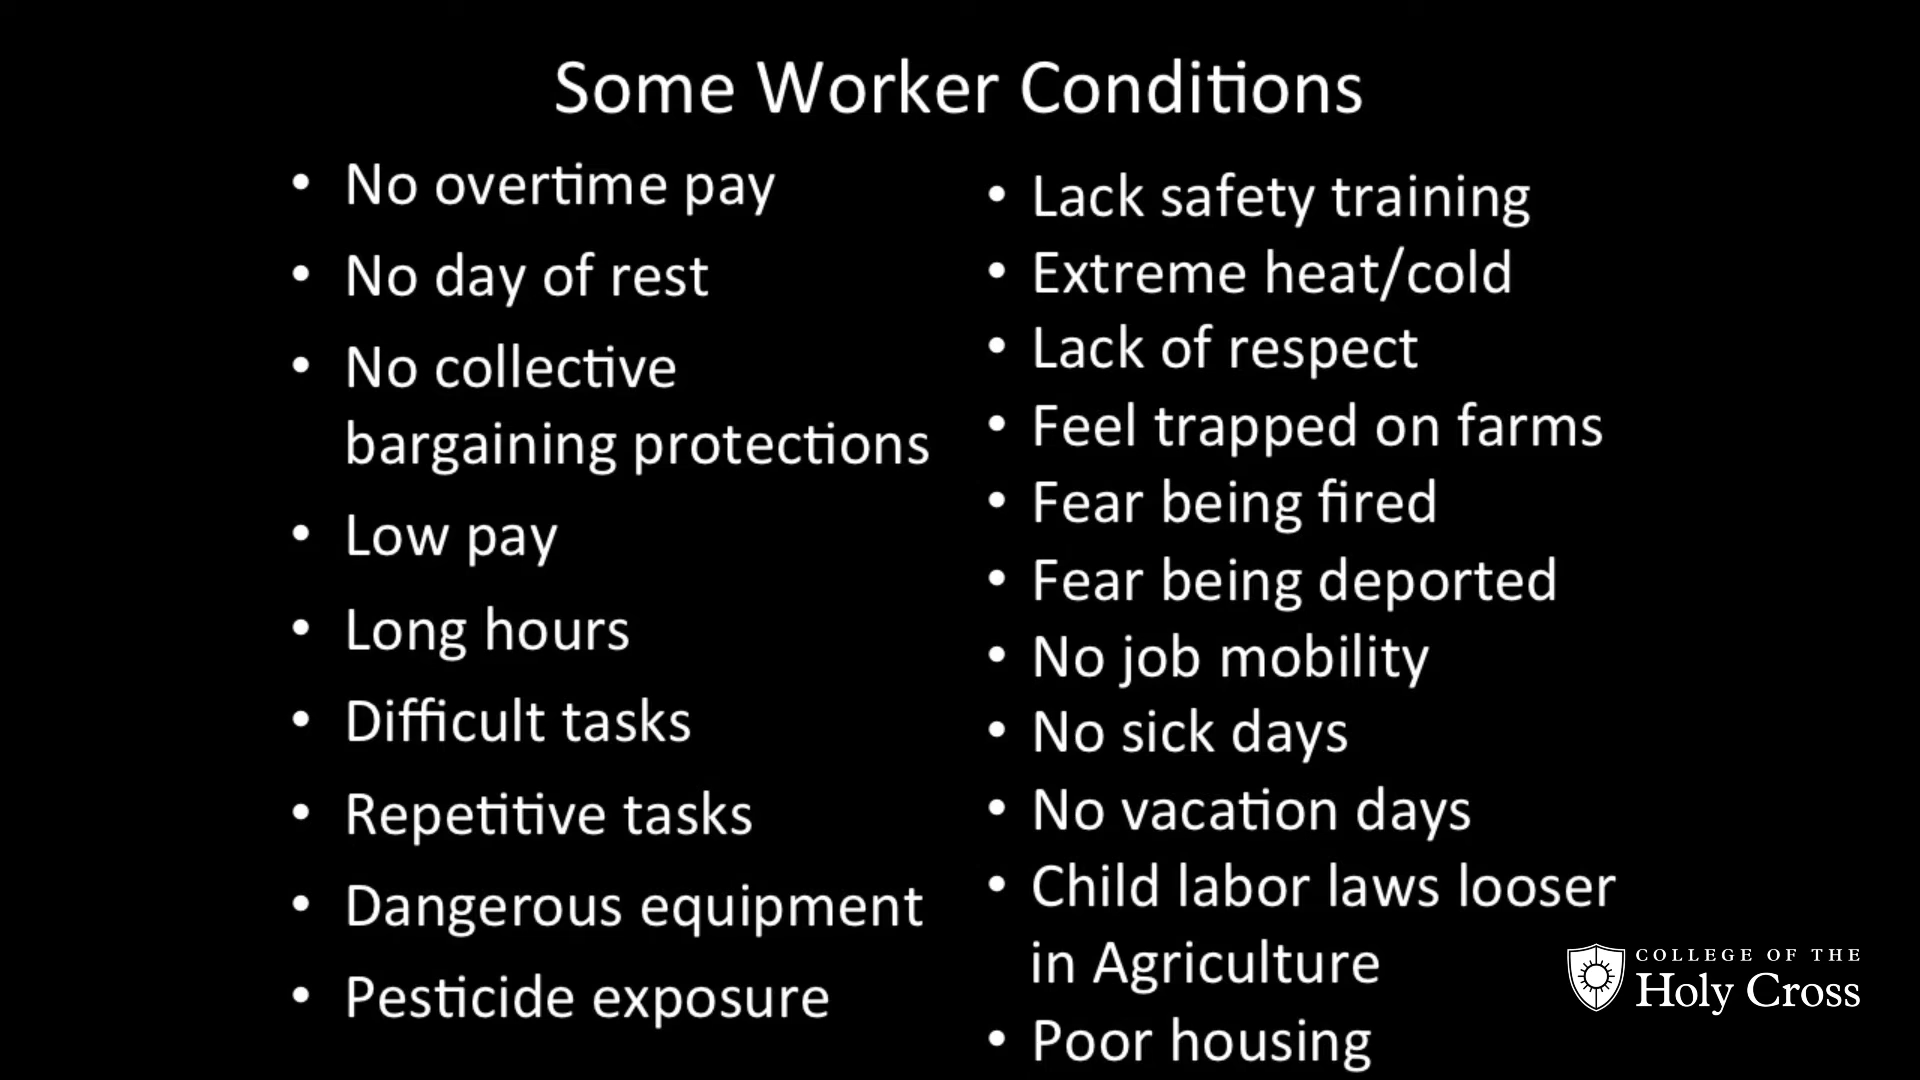 Some Worker Conditions
• No overtime pay
• No day of rest
• No collective
bargaining protections
• Low pay
• Long hours
• Difficult tasks
• Repetitive tasks
• Dangerous equipment
• Pesticide exposure
• Lack safety training
• Extreme heat/cold
• Lack of respect
• Feel trapped on farms
• Fear being fired
• Fear being deported
• No job mobility
• No sick days
• No vacation days
• Child labor laws looser
in Agriculture
• Poor housing
COLLEGE OF THE
Holy Cross